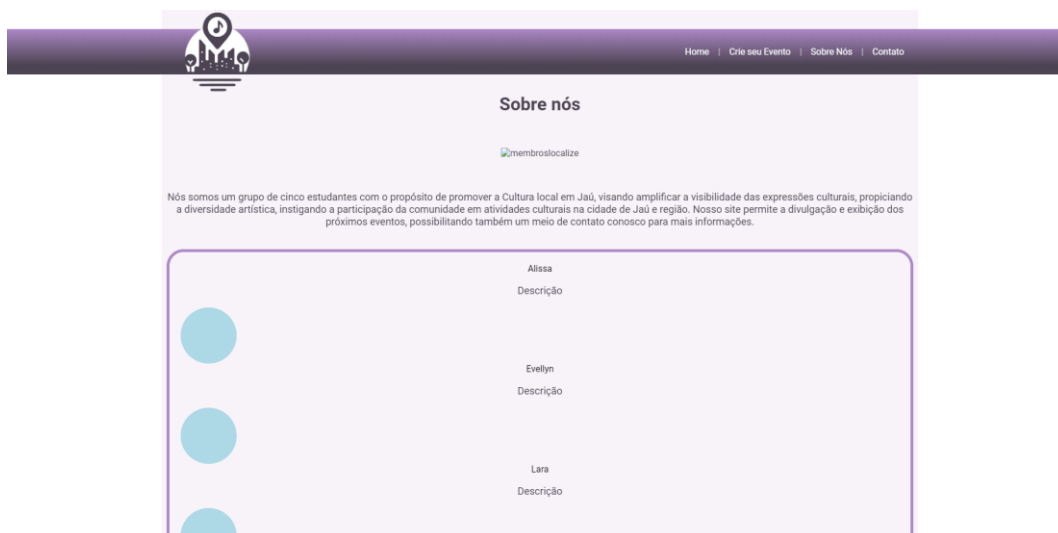 Home | Crie seu Evento | Sobre Nós | Contato
Sobre nós
membroslocalize
Nós somos um grupo de cinco estudantes com o propósito de promover a Cultura local em Jaú, visando amplificar a visibilidade das expressões culturais, propiciando
a diversidade artística, instigando a participação da comunidade em atividades culturais na cidade de Jaú e região. Nosso site permite a divulgação e exibição dos
próximos eventos, possibilitando também um meio de contato conosco para mais informações.
Alissa
Descrição
Evellyn
Descrição
Lara
Descrição